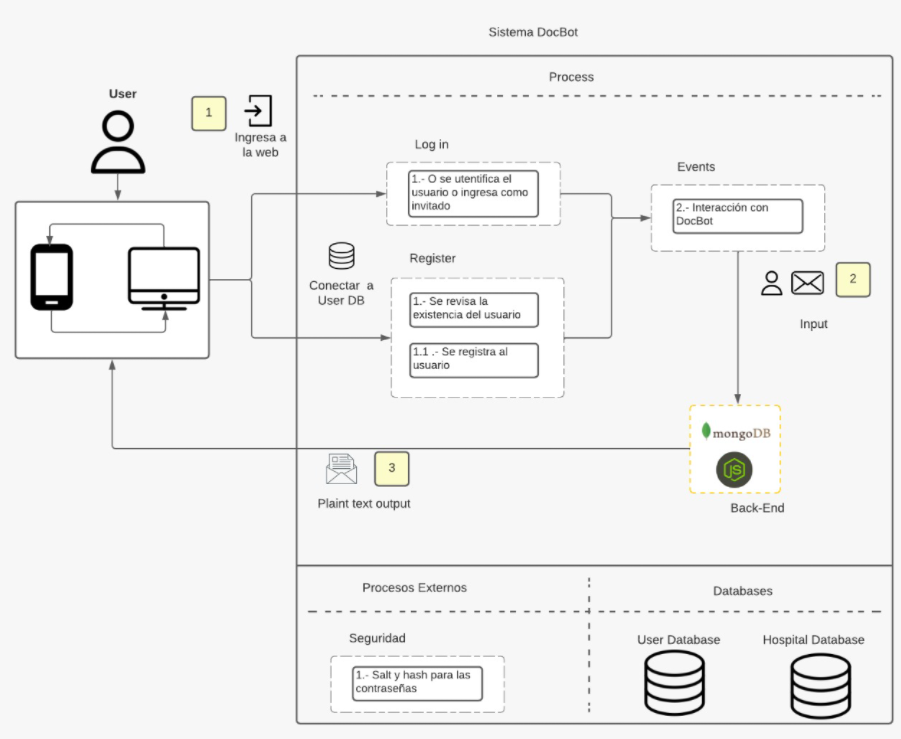 Sistema DocBot
Process
User
1
Ingresa a
la web
Log in
1.- O se utentifica el
usuario o ingresa como
invitado
Events
2.- Interacción con
DocBot
Conectar a
User DB
Register
1.- Se revisa la
existencia del usuario
1.1 .- Se registra al
usuario
2
Input
mongoDB
JS
Back-End
3
Plaint text output
Procesos Externos
Databases
Seguridad
1.- Salt y hash para las
contraseñas
User Database
Hospital Database